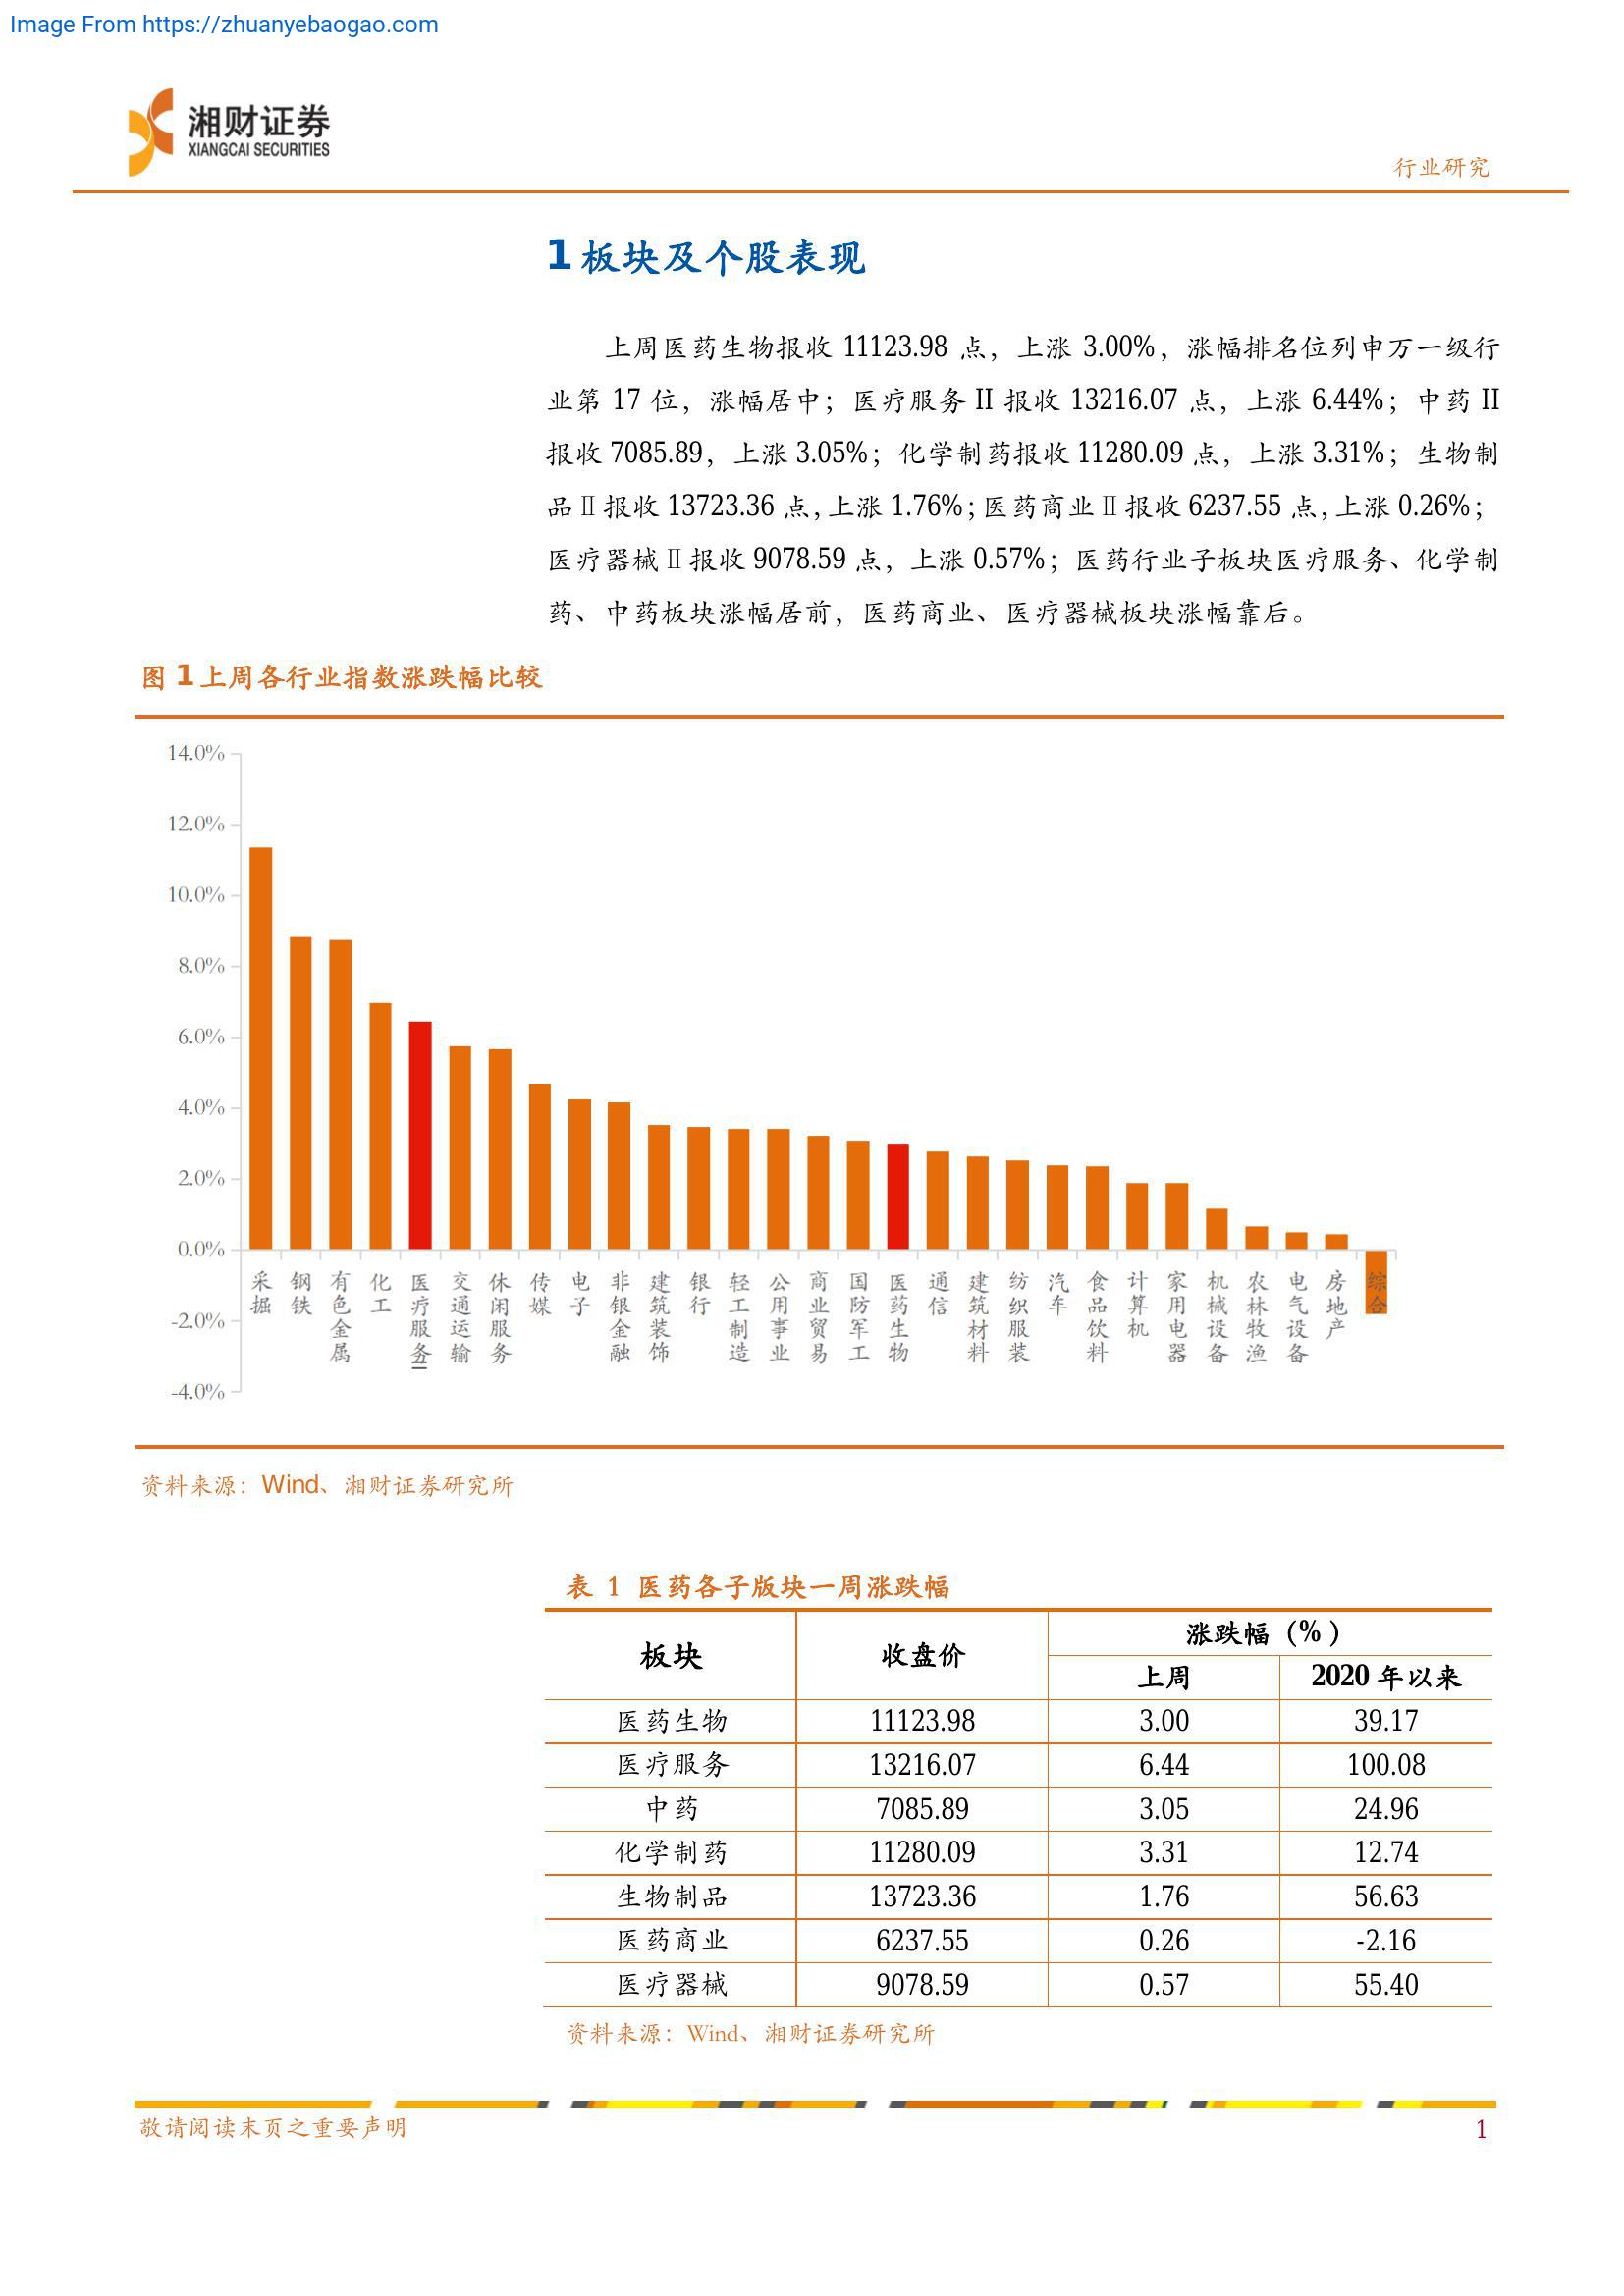 Image From https://zhuanyebaogao.com
湘财证券
XIANGCAI SECURITIES
行业研究
1 板块及个股表现
上周医药生物报收 11123.98 点，上涨 3.00%，涨幅排名位列申万一级行
业第 17 位，涨幅居中；医疗服务 II 报收 13216.07 点，上涨 6.44%；中药 II
报收 7085.89，上涨 3.05%；化学制药报收 11280.09 点，上涨 3.31%；生物制
品Ⅱ报收 13723.36 点，上涨 1.76%；医药商业Ⅱ报收 6237.55 点，上涨 0.26%；
医疗器械Ⅱ报收 9078.59 点，上涨 0.57%；医药行业子板块医疗服务、化学制
药、中药板块涨幅居前，医药商业、医疗器械板块涨幅靠后。
图 1 上周各行业指数涨跌幅比较
14.0%
12.0%
10.0%
8.0%
6.0%
4.0%
2.0%
0.0%
-2.0%
-4.0%
采掘
钢铁
有色金属
化工
医疗服务II
交通运输
休闲服务
传媒
电子
非银金融
建筑装饰
银行
轻工制造
公用事业
商业贸易
国防军工
医药生物
通信
建筑材料
纺织服装
汽车
食品饮料
计算机
家用电器
机械设备
农林牧渔
电气设备
房地产
综合
资料来源：Wind、湘财证券研究所
表 1 医药各子版块一周涨跌幅
板块 收盘价 涨跌幅（%）
上周 2020 年以来
医药生物 11123.98 3.00 39.17
医疗服务 13216.07 6.44 100.08
中药 7085.89 3.05 24.96
化学制药 11280.09 3.31 12.74
生物制品 13723.36 1.76 56.63
医药商业 6237.55 0.26 -2.16
医疗器械 9078.59 0.57 55.40
资料来源：Wind、湘财证券研究所
敬请阅读末页之重要声明
1